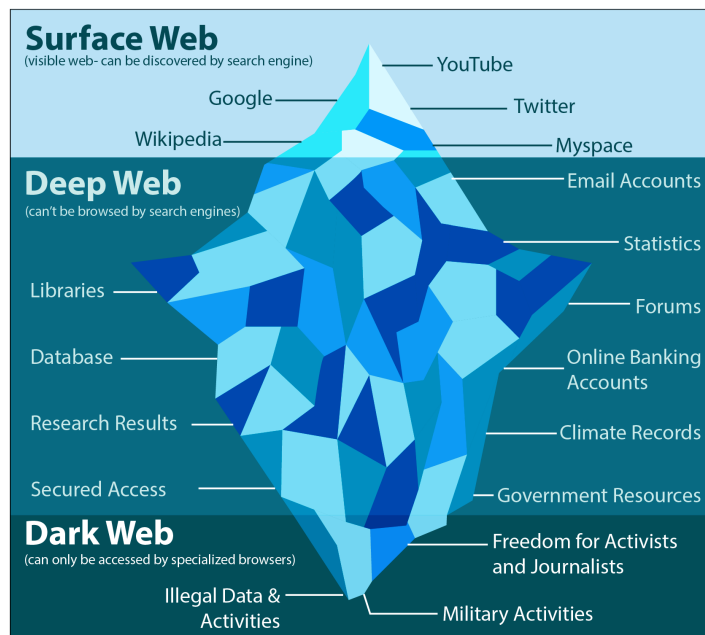 Surface Web
(visible web- can be discovered by search engine)
YouTube
Google
Twitter
Wikipedia
Myspace
Deep Web
(can't be browsed by search engines)
Email Accounts
Statistics
Libraries
Forums
Database
Online Banking
Accounts
Research Results
Climate Records
Secured Access
Government Resources
Dark Web
(can only be accessed by specialized browsers)
Freedom for Activists
and Journalists
Illegal Data &
Activities
Military Activities